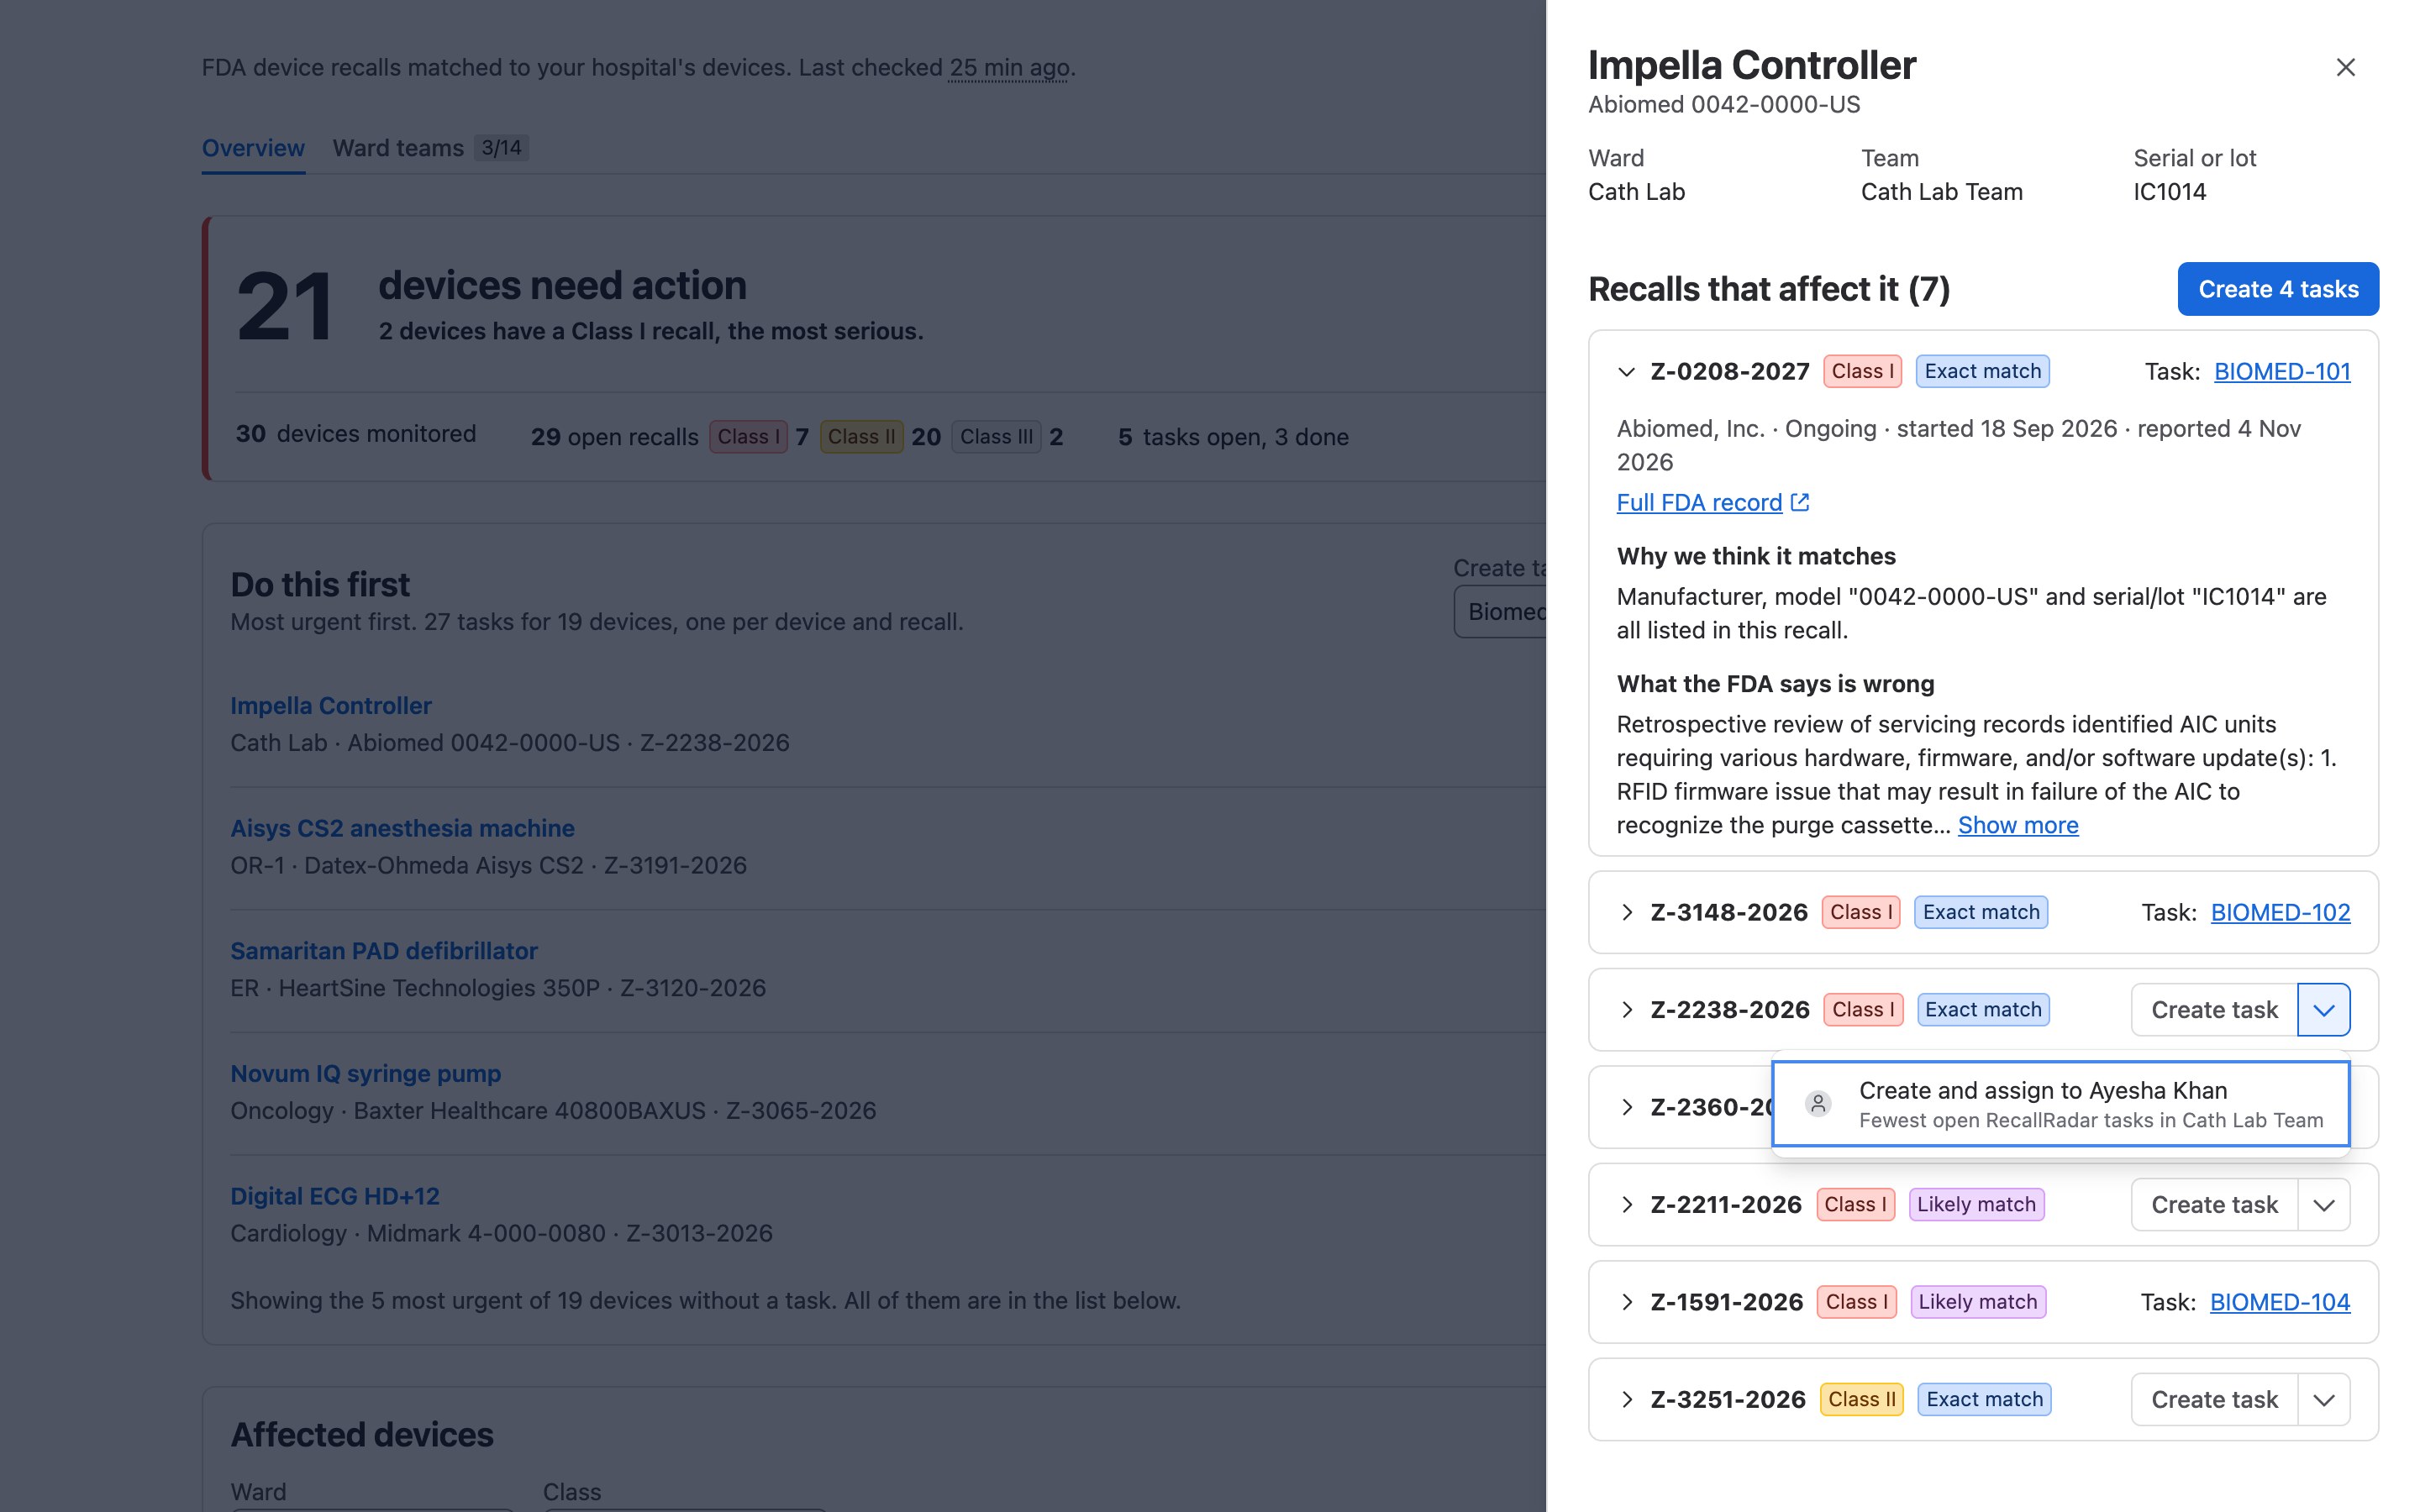 FDA device recalls matched to your hospital's devices. Last checked 25 min ago.
Overview
Ward teams 3/14
21
devices need action
2 devices have a Class I recall, the most serious.
30 devices monitored
29 open recalls Class I 7 Class II 20 Class III 2
5 tasks open, 3 done
Do this first
Most urgent first. 27 tasks for 19 devices, one per device and recall.
Create
Impella Controller
Cath Lab · Abiomed 0042-0000-US · Z-2238-2026
Aisys CS2 anesthesia machine
OR-1 · Datex-Ohmeda Aisys CS2 · Z-3191-2026
Samaritan PAD defibrillator
ER · HeartSine Technologies 350P · Z-3120-2026
Novum IQ syringe pump
Oncology · Baxter Healthcare 40800BAXUS · Z-3065-2026
Digital ECG HD+12
Cardiology · Midmark 4-000-0080 · Z-3013-2026
Showing the 5 most urgent of 19 devices without a task. All of them are in the list below.
Affected devices
Ward
Class
Impella Controller
Abiomed 0042-0000-US
Ward
Cath Lab
Team
Cath Lab Team
Serial or lot
IC1014
Recalls that affect it (7)
Create 4 tasks
Z-0208-2027 Class I Exact match Task: BIOMED-101
Abiomed, Inc. · Ongoing · started 18 Sep 2026 · reported 4 Nov
2026
Full FDA record
Why we think it matches
Manufacturer, model "0042-0000-US" and serial/lot "IC1014" are
all listed in this recall.
What the FDA says is wrong
Retrospective review of servicing records identified AIC units
requiring various hardware, firmware, and/or software update(s): 1.
RFID firmware issue that may result in failure of the AIC to
recognize the purge cassette... Show more
Z-3148-2026 Class I Exact match Task: BIOMED-102
Z-2238-2026 Class I Exact match Create task
Create and assign to Ayesha Khan
Fewest open RecallRadar tasks in Cath Lab Team
Z-2211-2026 Class I Likely match Create task
Z-1591-2026 Class I Likely match Task: BIOMED-104
Z-3251-2026 Class II Exact match Create task